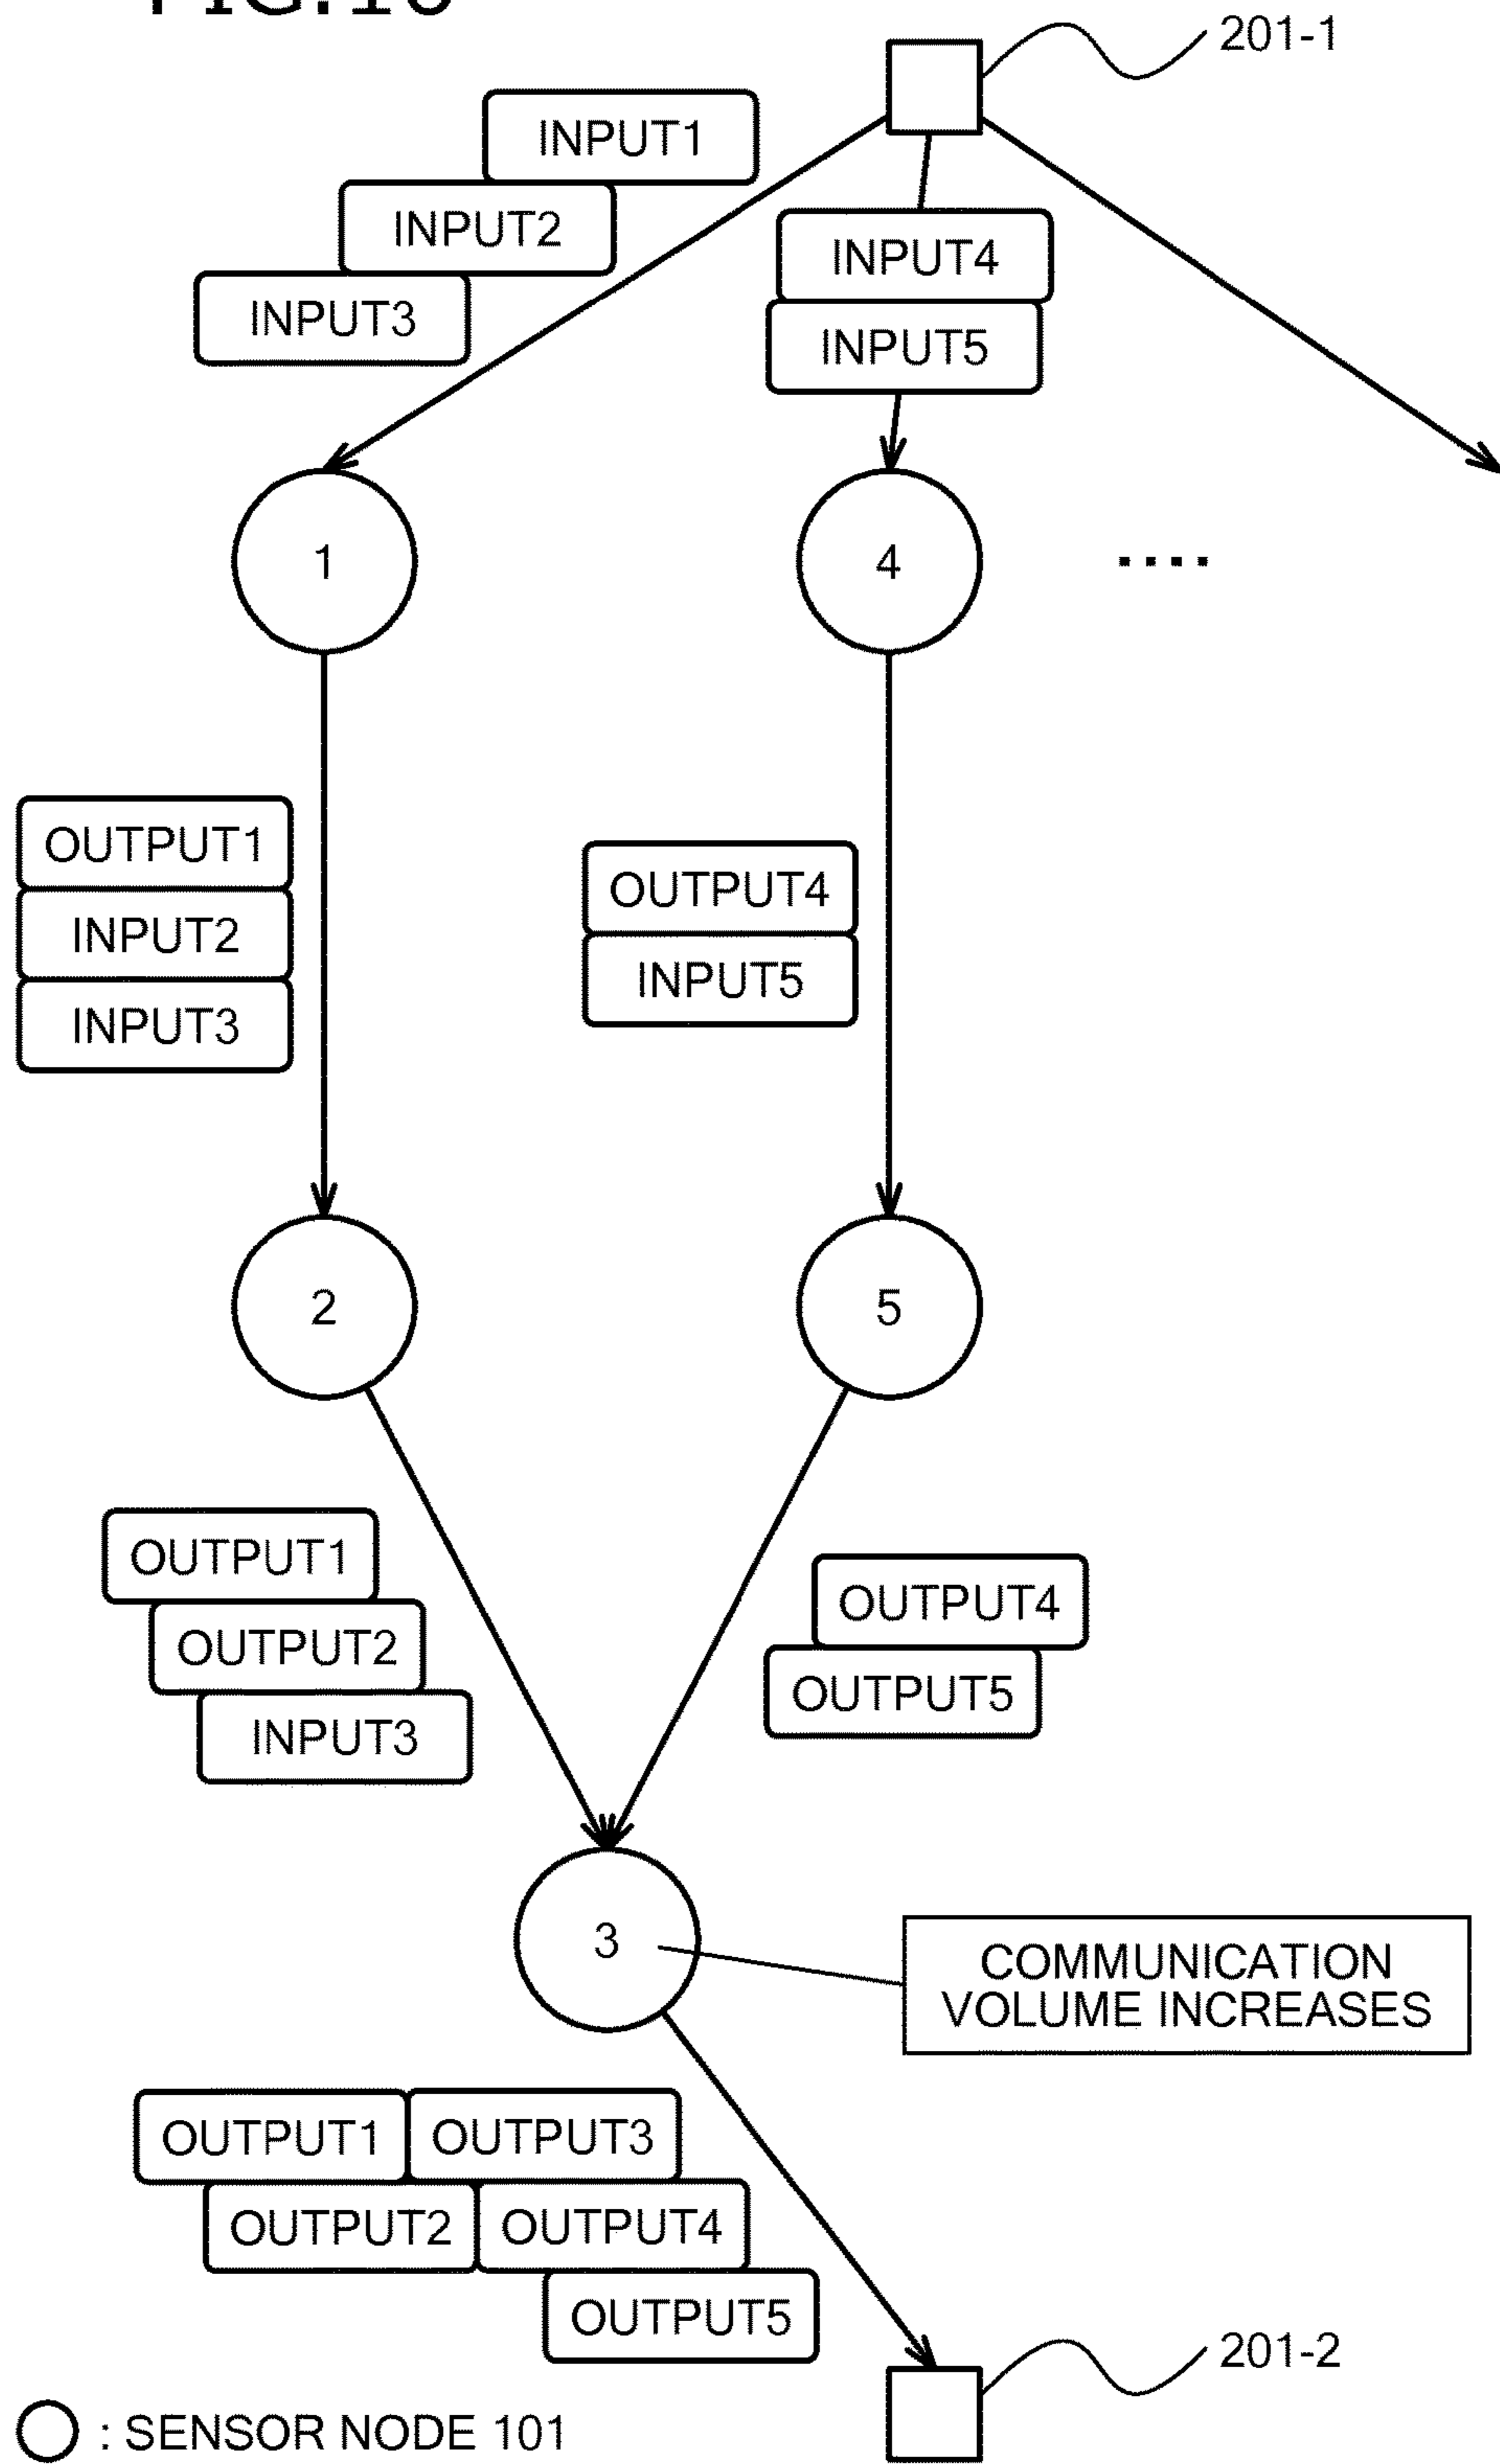 201-1
INPUT1
INPUT2
INPUT3
INPUT4
INPUT5
1
4
....
OUTPUT1
INPUT2
INPUT3
OUTPUT4
INPUT5
2
5
OUTPUT1
OUTPUT2
INPUT3
OUTPUT4
OUTPUT5
3
COMMUNICATION
VOLUME INCREASES
OUTPUT1 OUTPUT3
OUTPUT2 OUTPUT4
OUTPUT5
201-2
: SENSOR NODE 101